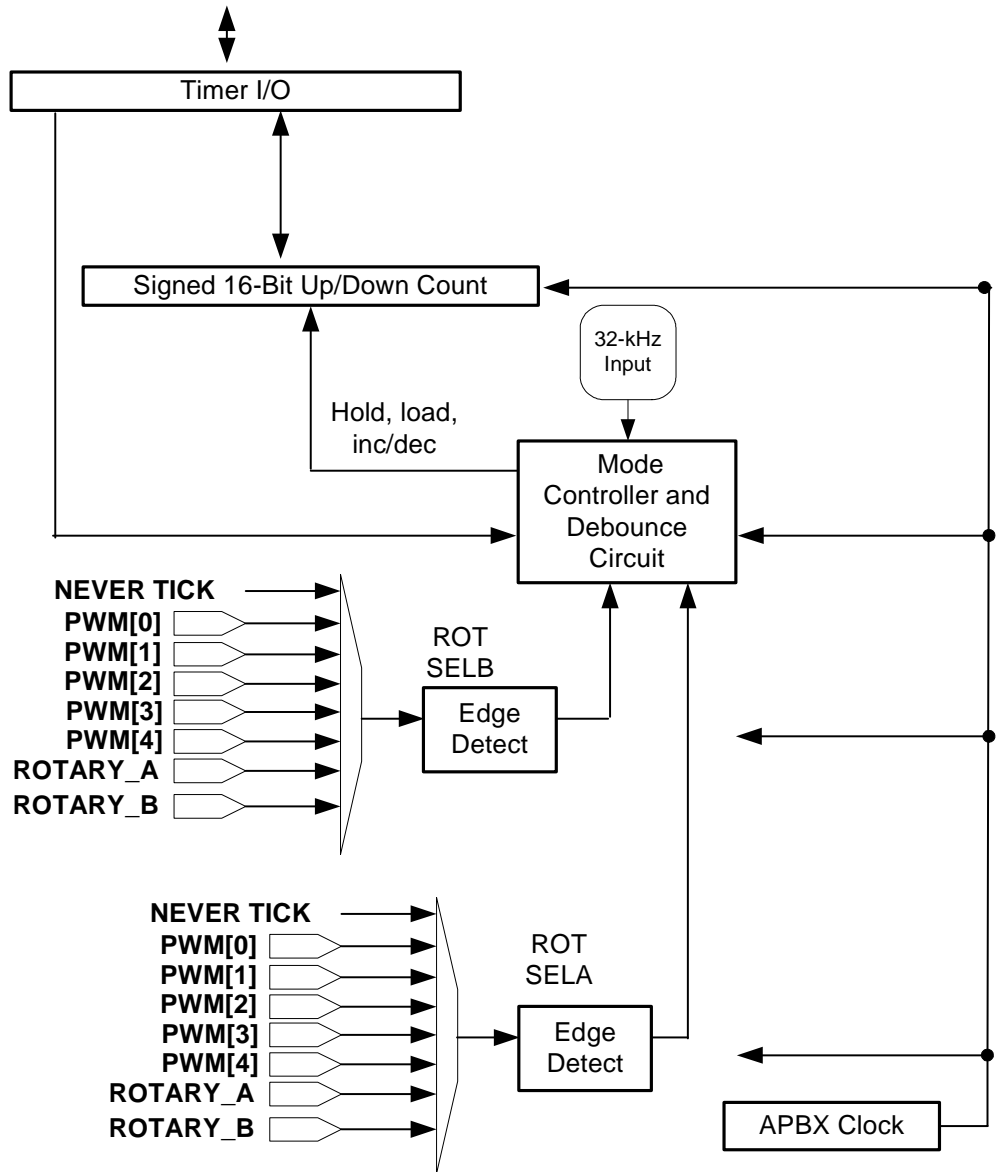 Timer I/O
Signed 16-Bit Up/Down Count
32-kHz
Input
Hold, load,
inc/dec
Mode
Controller and
Debounce
Circuit
NEVER TICK
PWM[0]
PWM[1]
PWM[2]
PWM[3]
PWM[4]
ROTARY_A
ROTARY_B
ROT
SELB
Edge
Detect
NEVER TICK
PWM[0]
PWM[1]
PWM[2]
PWM[3]
PWM[4]
ROTARY_A
ROTARY_B
ROT
SELA
Edge
Detect
APBX Clock